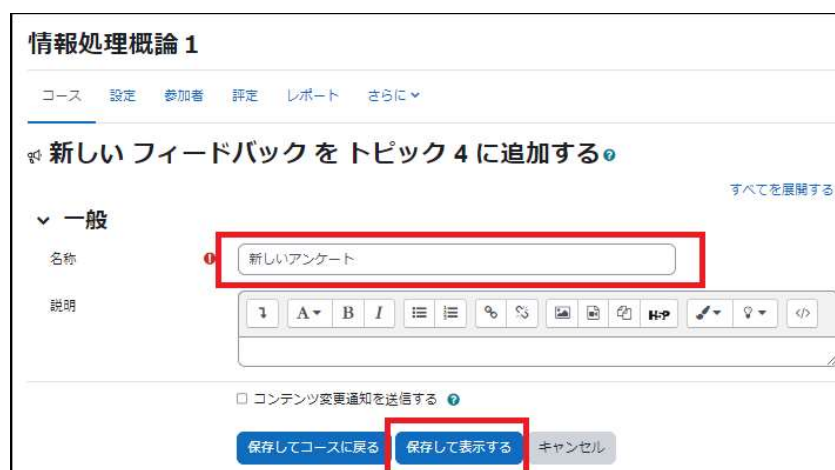 情報処理概論 1
コース 設定 参加者 評定 レポート さらに
新しい フィードバック を トピック 4 に追加する
すべてを展開する
一般
名称 新しいアンケート
説明
A B I H5P </>
コンテンツ変更通知を送信する
保存してコースに戻る 保存して表示する キャンセル